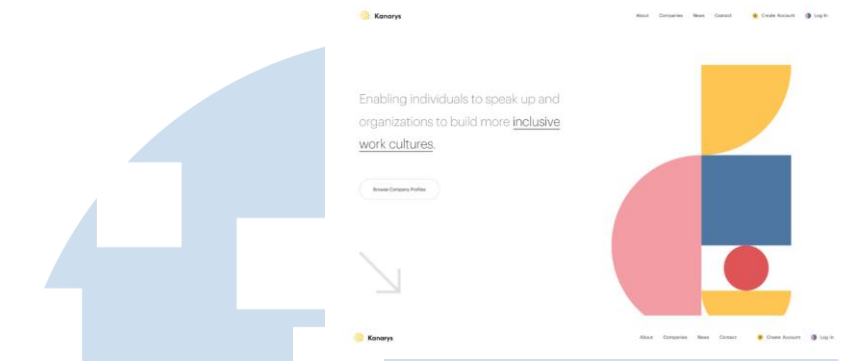 Kanarys
About Companies News Contact Create Account Log In
Enabling individuals to speak up and
organizations to build more inclusive
work cultures.
Browse Company Profiles
Kanarys
About Companies News Contact Create Account Log In